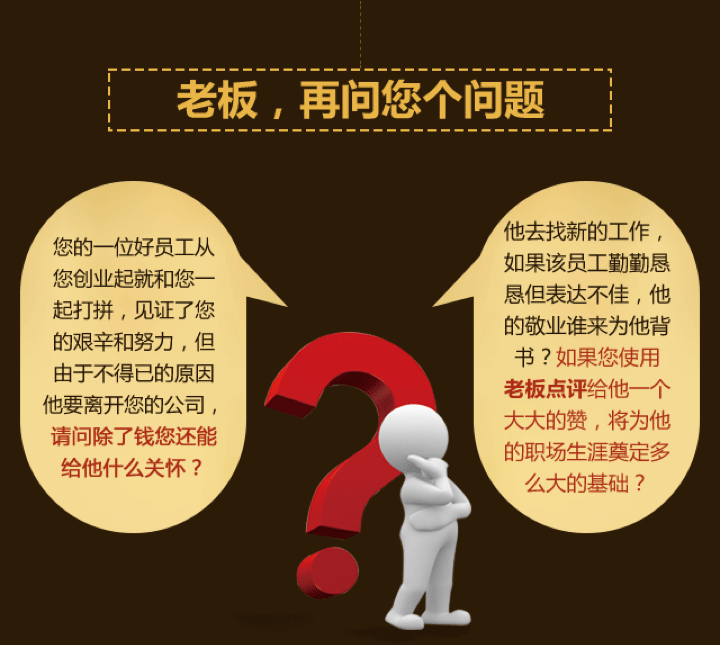 老板，再问您个问题
您的一位好员工从
您创业起就和您一
起打拼，见证了您
的艰辛和努力，但
由于不得已的原因
他要离开您的公司，
请问除了钱您还能
给他什么关怀？
他去找新的工作，
如果该员工勤勤恳
恳但表达不佳，他
的敬业谁来为他背
书？如果您使用
老板点评给他一个
大大的赞，将为他
的职场生涯奠定多
么大的基础？